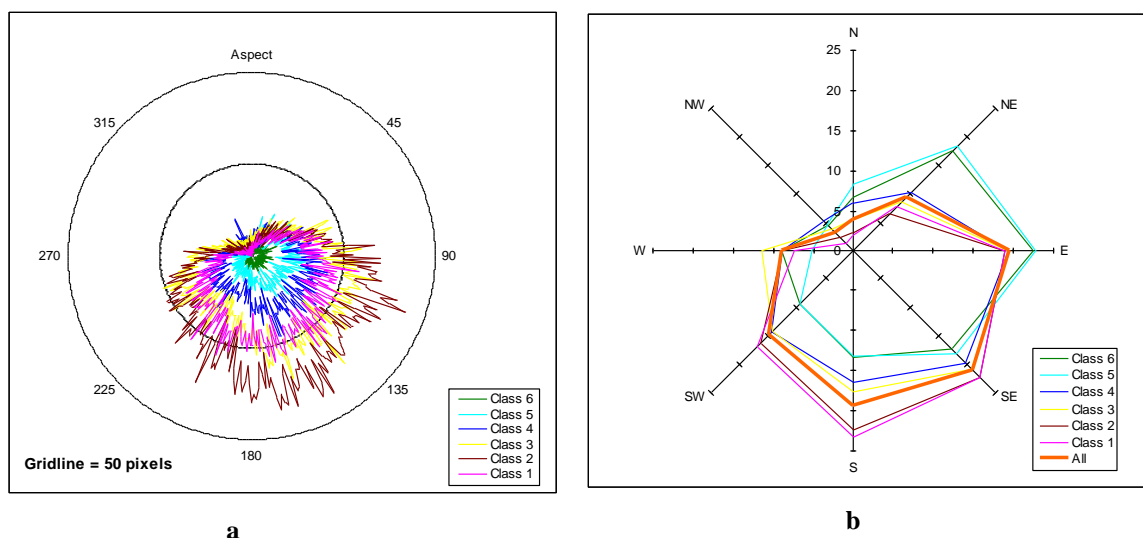 Aspect
315
45
270
90
225
135
180
Gridline = 50 pixels
Class 6
Class 5
Class 4
Class 3
Class 2
Class 1
a
N
25
20
15
10
5
0
NW
NE
W
E
SW
SE
S
Class 6
Class 5
Class 4
Class 3
Class 2
Class 1
All
b